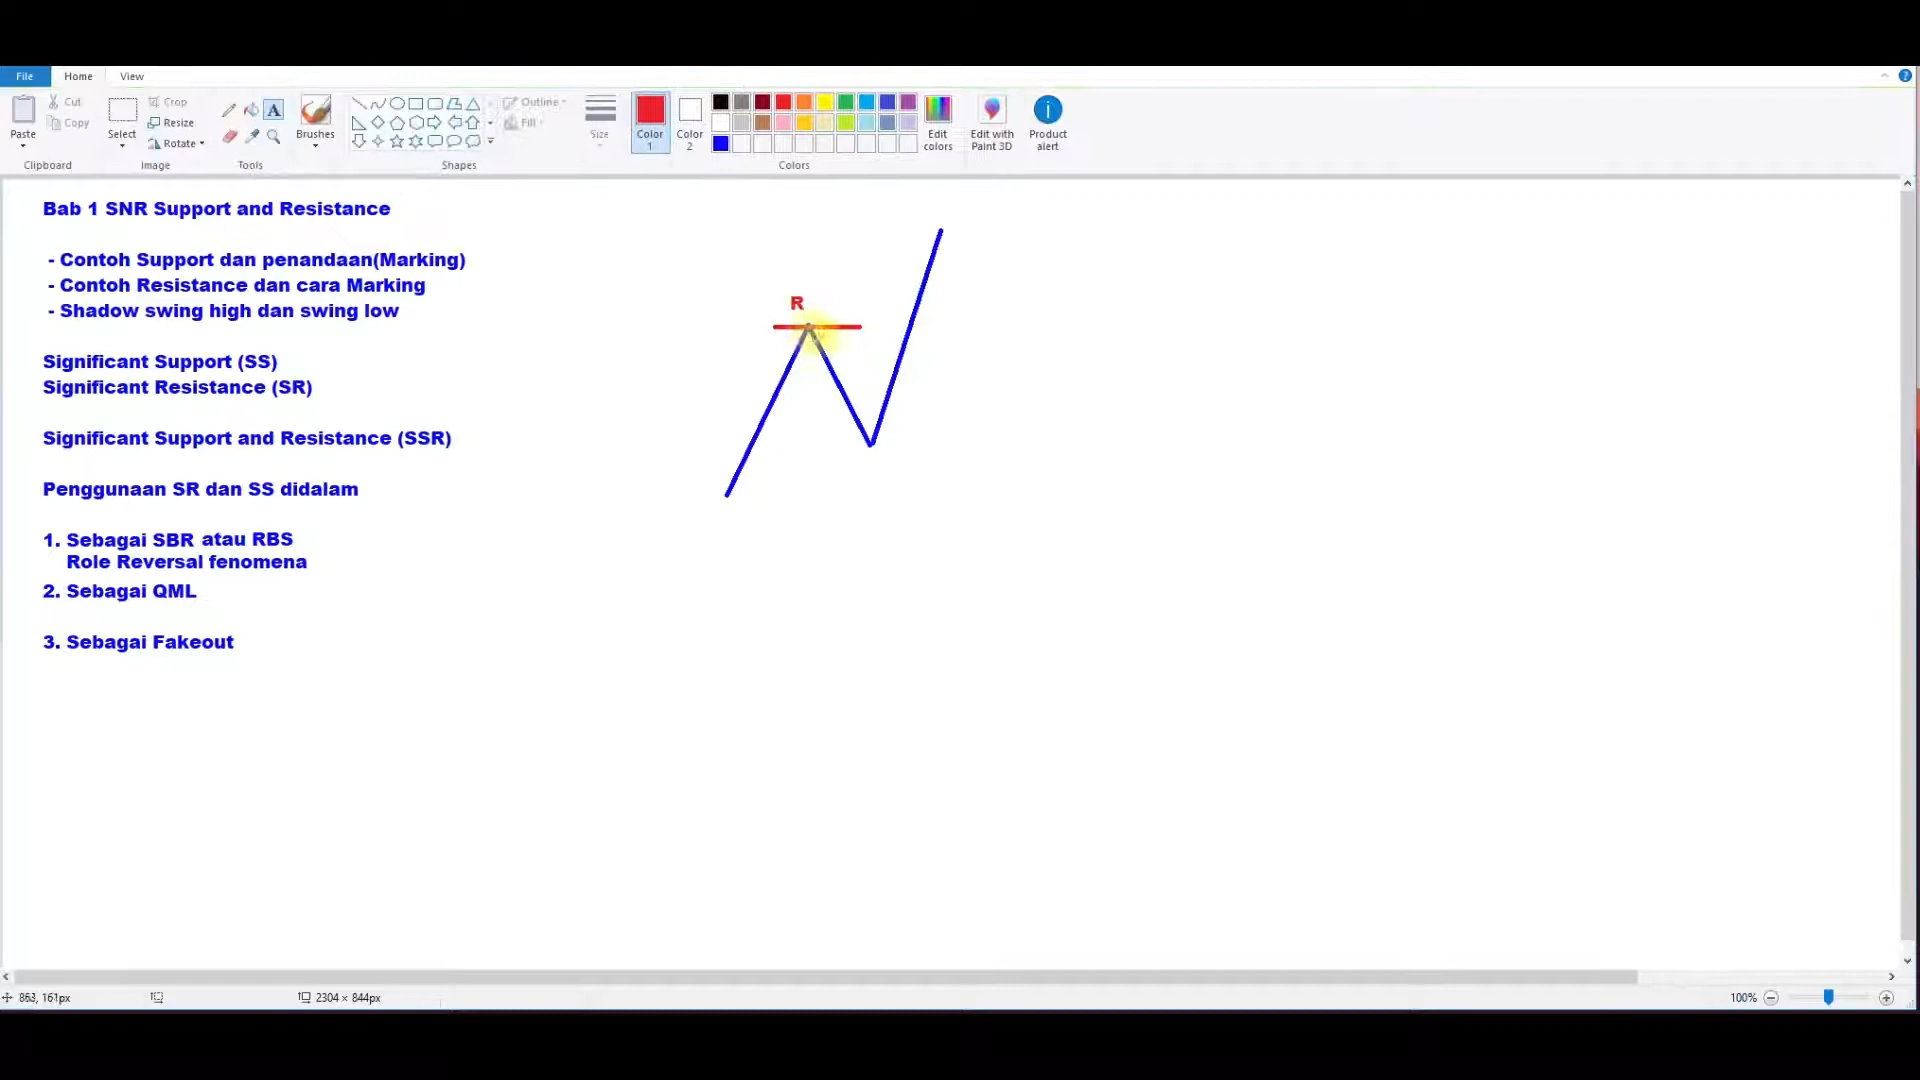 File Home View
Paste
Cut
Copy
Clipboard
Select
Crop
Resize
Rotate
Image
Tools
Brushes
Shapes
Outline
Fill
Size
Color 1
Color 2
Edit colors
Colors
Edit with Paint 3D
Product alert
Bab 1 SNR Support and Resistance
- Contoh Support dan penandaan(Marking)
- Contoh Resistance dan cara Marking
- Shadow swing high dan swing low
Significant Support (SS)
Significant Resistance (SR)
Significant Support and Resistance (SSR)
Penggunaan SR dan SS didalam
1. Sebagai SBR atau RBS
Role Reversal fenomena
2. Sebagai QML
3. Sebagai Fakeout
R
863, 161px
2304 × 844px
100%